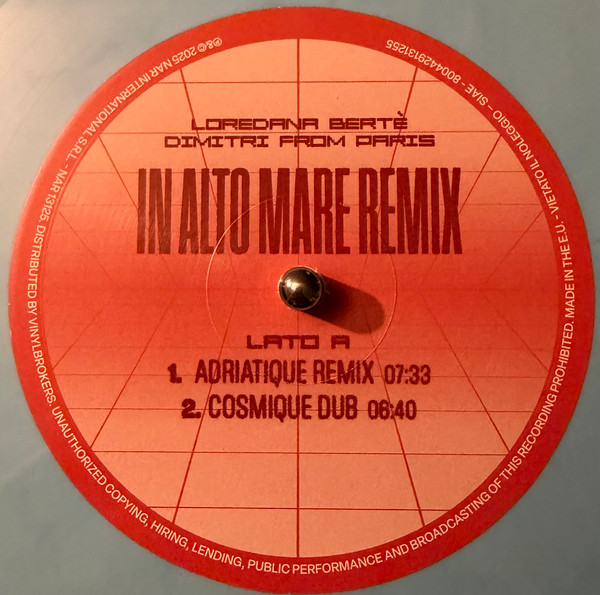 LOREDANA BERTÈ
DIMITRI FROM PARIS
IN ALTO MARE REMIX
LATO A
1. ADRIATIQUE REMIX 07:33
2. COSMIQUE DUB 06:40
℗&© 2025 NAR INTERNATIONAL S.R.L. - NAR 13125. DISTRIBUTED BY VINYLBROKERS. UNAUTHORIZED COPYING, HIRING, LENDING, PUBLIC PERFORMANCE AND BROADCASTING OF THIS RECORDING PROHIBITED. MADE IN THE E.U. - VIETATO IL NOLEGGIO - SIAE - 8004429131255